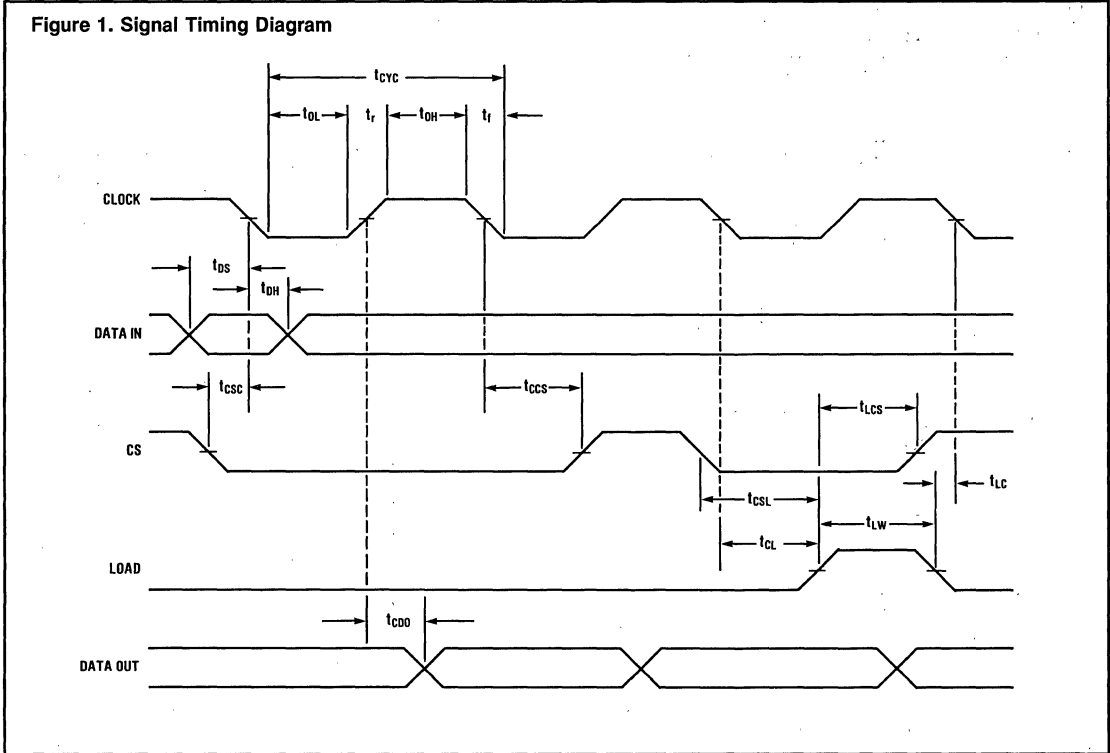 Figure 1. Signal Timing Diagram
tCYC
tOL tr tOH tf
CLOCK
tDS
tDH
DATA IN
tCSC tCCS
tLCS
CS
tLC
tCSL
tLW
tCL
LOAD
tCDO
DATA OUT